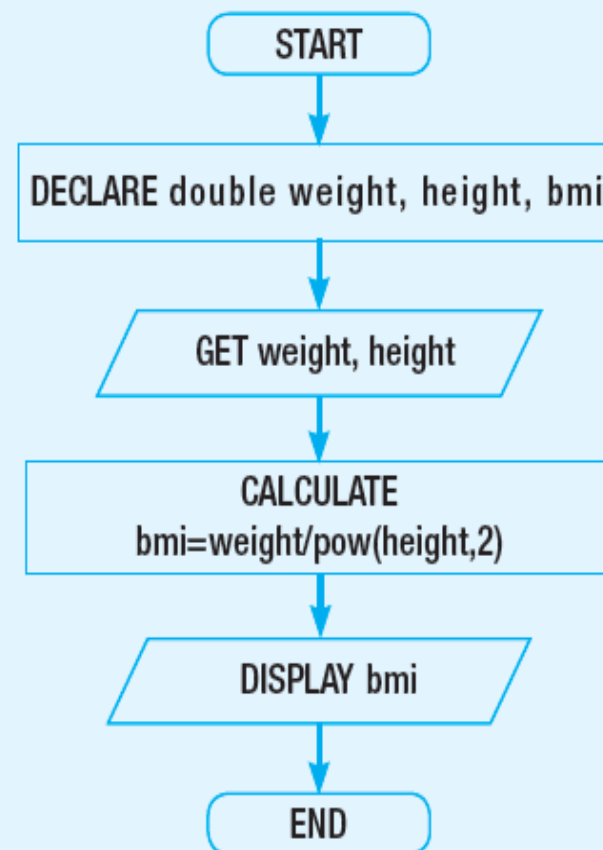 START
DECLARE double weight, height, bmi
GET weight, height
CALCULATE
bmi=weight/pow(height,2)
DISPLAY bmi
END